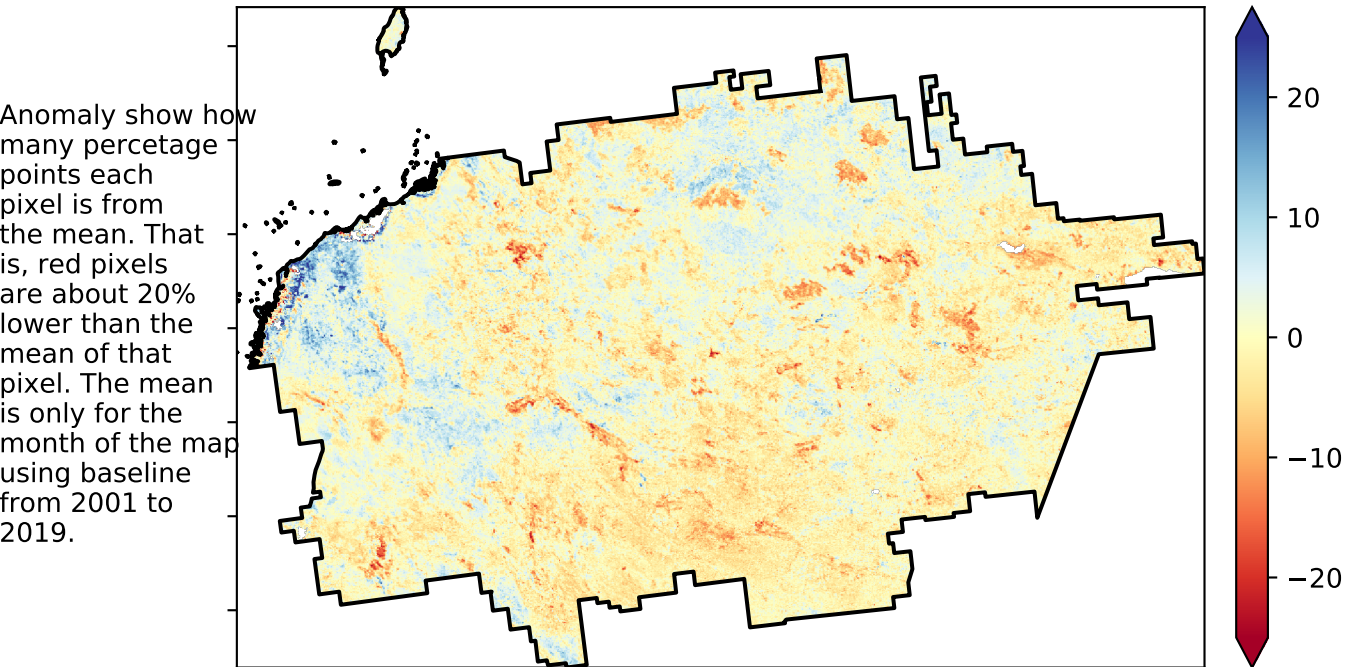 Anomaly show how
many percetage
points each
pixel is from
the mean. That
is, red pixels
are about 20%
lower than the
mean of that
pixel. The mean
is only for the
month of the map
using baseline
from 2001 to
2019.
20
10
0
−10
−20